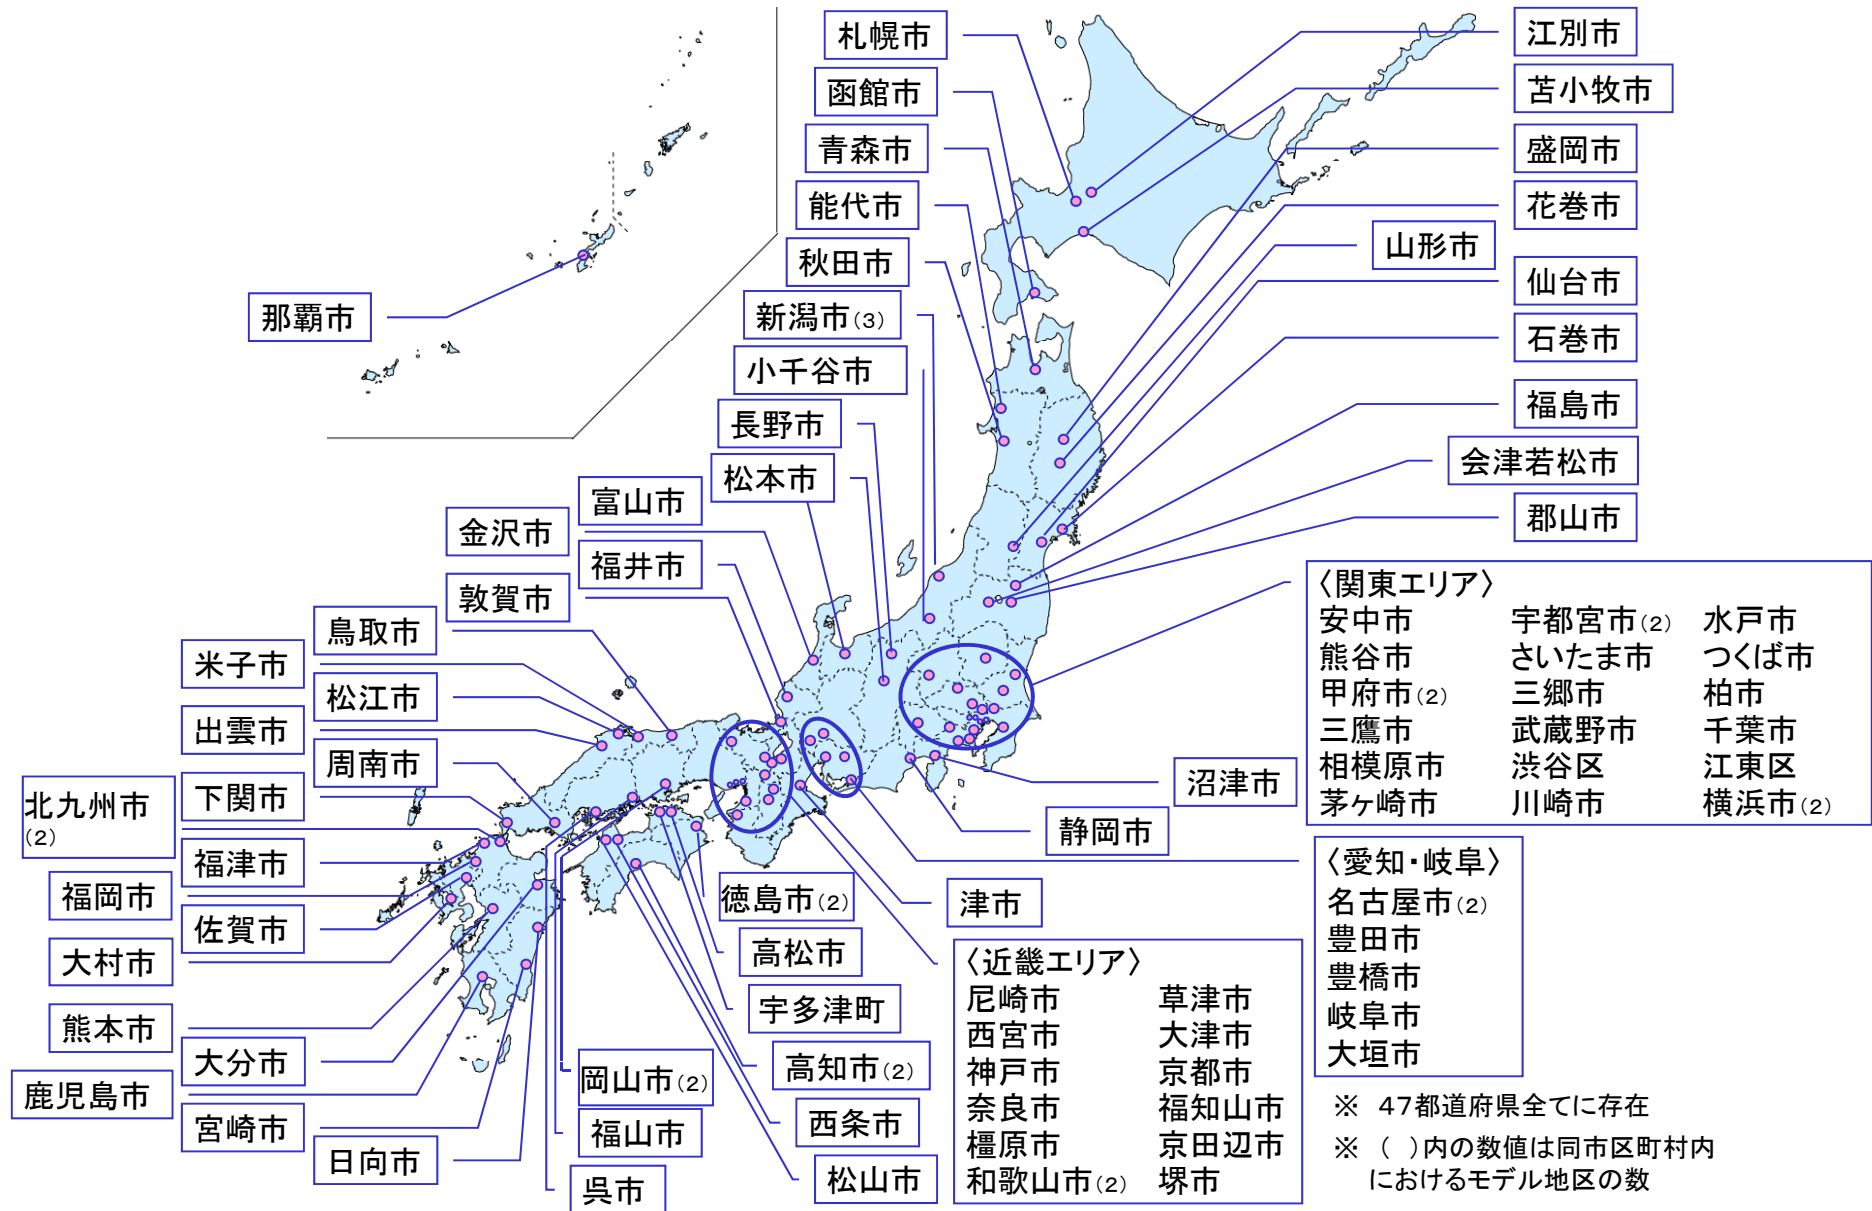 札幌市
函館市
青森市
能代市
秋田市
新潟市(3)
小千谷市
長野市
松本市
富山市
金沢市
福井市
敦賀市
鳥取市
米子市
松江市
出雲市
周南市
下関市
北九州市
(2)
福津市
福岡市
佐賀市
大村市
熊本市
大分市
鹿児島市
宮崎市
日向市
那覇市
江別市
苫小牧市
盛岡市
花巻市
山形市
仙台市
石巻市
福島市
会津若松市
郡山市
〈関東エリア〉
安中市 宇都宮市(2) 水戸市
熊谷市 さいたま市 つくば市
甲府市(2) 三郷市 柏市
三鷹市 武蔵野市 千葉市
相模原市 渋谷区 江東区
茅ヶ崎市 川崎市 横浜市(2)
沼津市
静岡市
〈愛知・岐阜〉
名古屋市(2)
豊田市
豊橋市
岐阜市
大垣市
津市
〈近畿エリア〉
尼崎市 草津市
西宮市 大津市
神戸市 京都市
奈良市 福知山市
橿原市 京田辺市
和歌山市(2) 堺市
徳島市(2)
高松市
宇多津町
高知市(2)
西条市
松山市
岡山市(2)
福山市
呉市
※ 47都道府県全てに存在
※ ( )内の数値は同市区町村内
におけるモデル地区の数